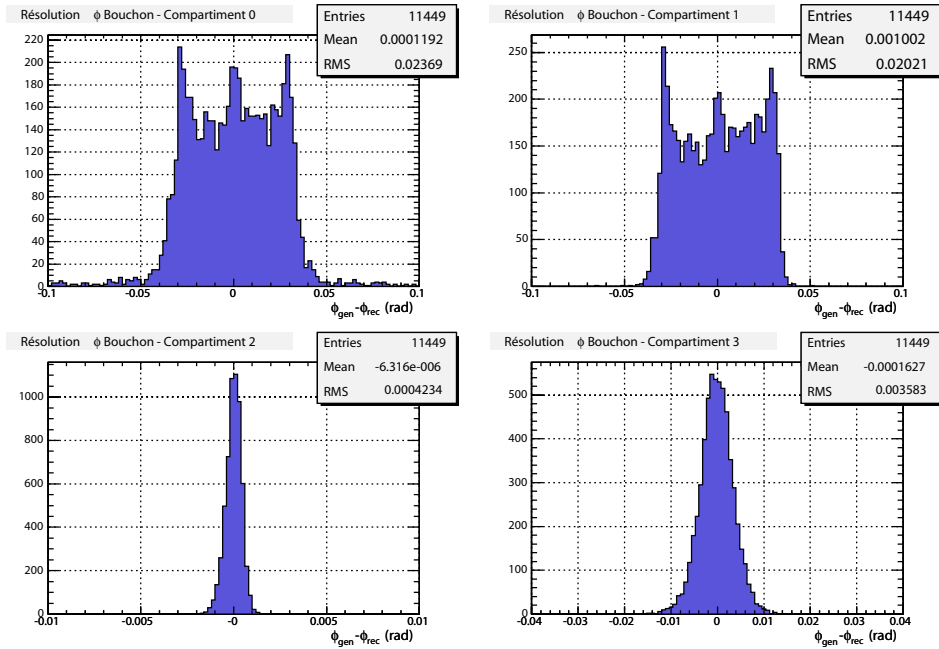 Résolution ϕ Bouchon - Compartiment 0
Entries 11449
Mean 0.0001192
RMS 0.02369
220
200
180
160
140
120
100
80
60
40
20
0
-0.1 -0.05 0 0.05 0.1
ϕgen-ϕrec (rad)
Résolution ϕ Bouchon - Compartiment 1
Entries 11449
Mean 0.001002
RMS 0.02021
250
200
150
100
50
0
-0.1 -0.05 0 0.05 0.1
ϕgen-ϕrec (rad)
Résolution ϕ Bouchon - Compartiment 2
Entries 11449
Mean -6.316e-006
RMS 0.0004234
1000
800
600
400
200
0
-0.01 -0.005 0 0.005 0.01
ϕgen-ϕrec (rad)
Résolution ϕ Bouchon - Compartiment 3
Entries 11449
Mean -0.0001627
RMS 0.003583
500
400
300
200
100
0
-0.04 -0.03 -0.02 -0.01 0 0.01 0.02 0.03 0.04
ϕgen-ϕrec (rad)